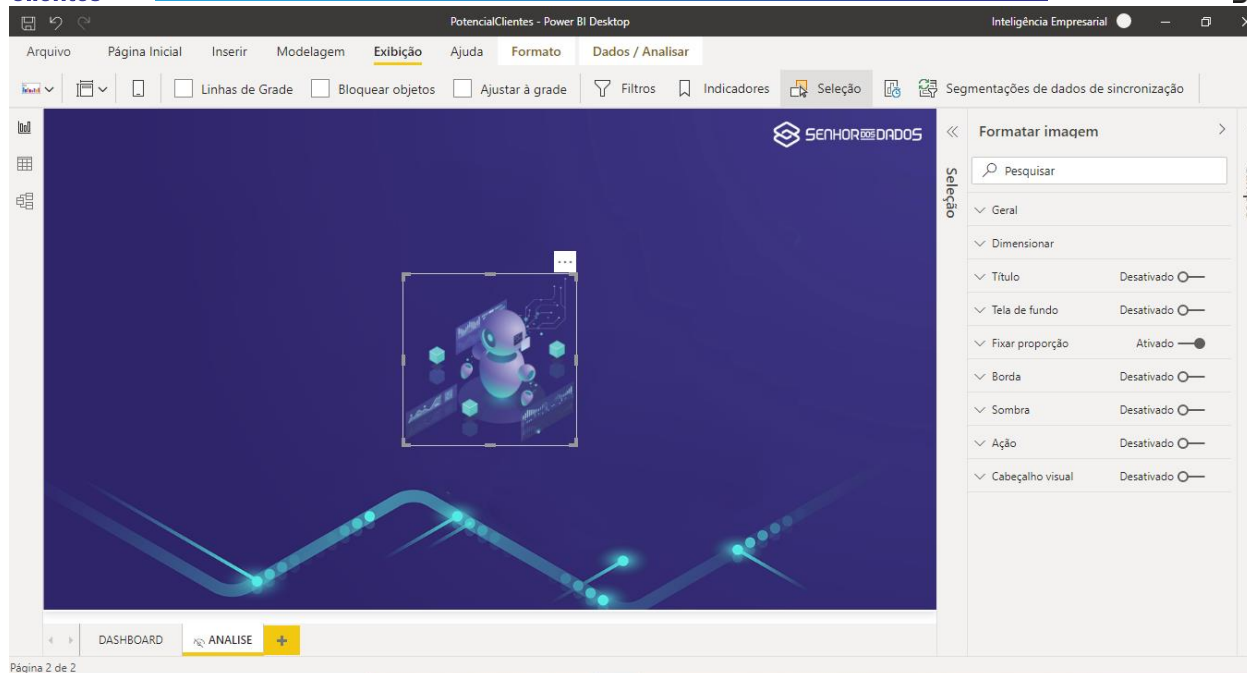 PotencialClientes - Power BI Desktop
Inteligência Empresarial
Arquivo Página Inicial Inserir Modelagem Exibição Ajuda Formato Dados / Analisar
Linhas de Grade Bloquear objetos Ajustar à grade Filtros Indicadores Seleção Segmentações de dados de sincronização
SENHOR DOS DADOS
Seleção
Formatar imagem
Pesquisar
Geral
Dimensionar
Título Desativado
Tela de fundo Desativado
Fixar proporção Ativado
Borda Desativado
Sombra Desativado
Ação Desativado
Cabeçalho visual Desativado
DASHBOARD ANALISE
Página 2 de 2